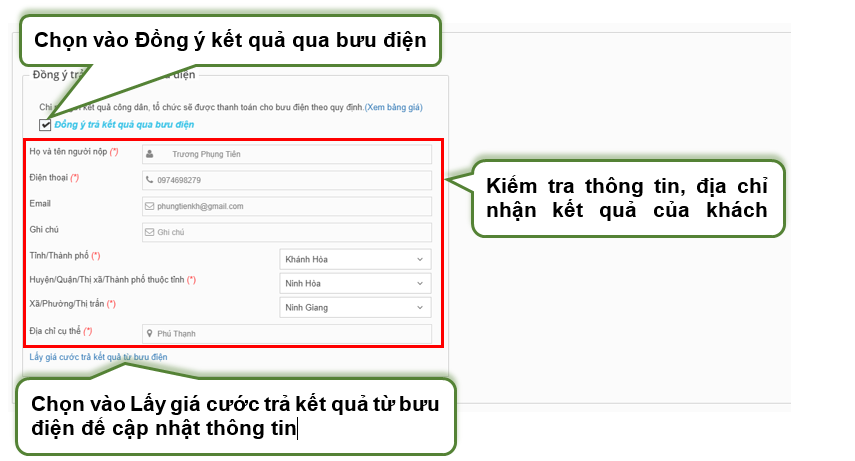 Chọn vào Đồng ý kết quả qua bưu điện
Đồng ý trả điện
Chi kết quả công dân, tổ chức sẽ được thanh toán cho bưu điện theo quy định.(Xem bảng giá)
Đồng ý trả kết quả qua bưu điện
Họ và tên người nộp (*)
Trương Phụng Tiên
Điện thoại (*)
0974698279
Email
phungtienkh@gmail.com
Ghi chú
Ghi chú
Tỉnh/Thành phố (*)
Khánh Hòa
Huyện/Quận/Thị xã/Thành phố thuộc tỉnh (*)
Ninh Hòa
Xã/Phường/Thị trấn (*)
Ninh Giang
Địa chỉ cụ thể (*)
Phú Thạnh
Lấy giá cước trả kết quả từ bưu điện
Kiểm tra thông tin, địa chỉ
nhận kết quả của khách
Chọn vào Lấy giá cước trả kết quả từ bưu
điện để cập nhật thông tin